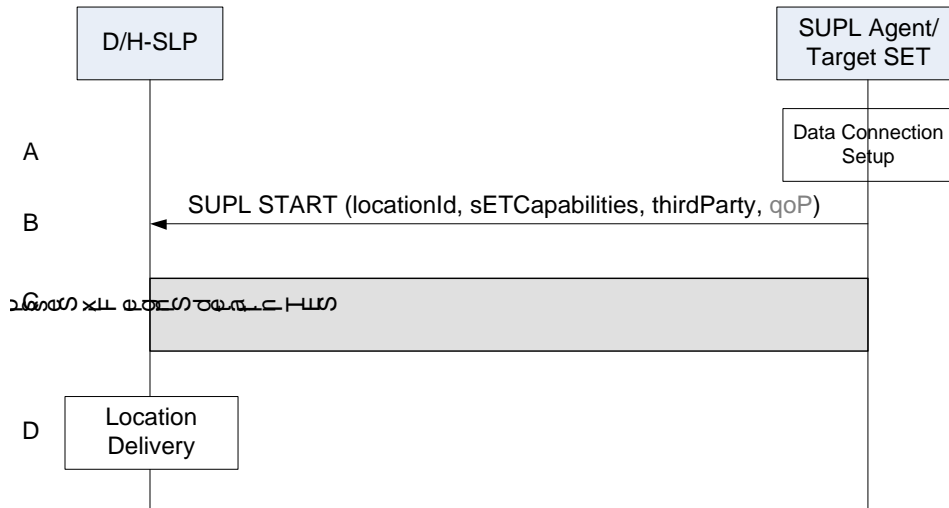 D/H-SLP
SUPL Agent/
Target SET
Data Connection
Setup
A
SUPL START (locationId, sETCapabilities, thirdParty, qoP)
B
C
Location
Delivery
D